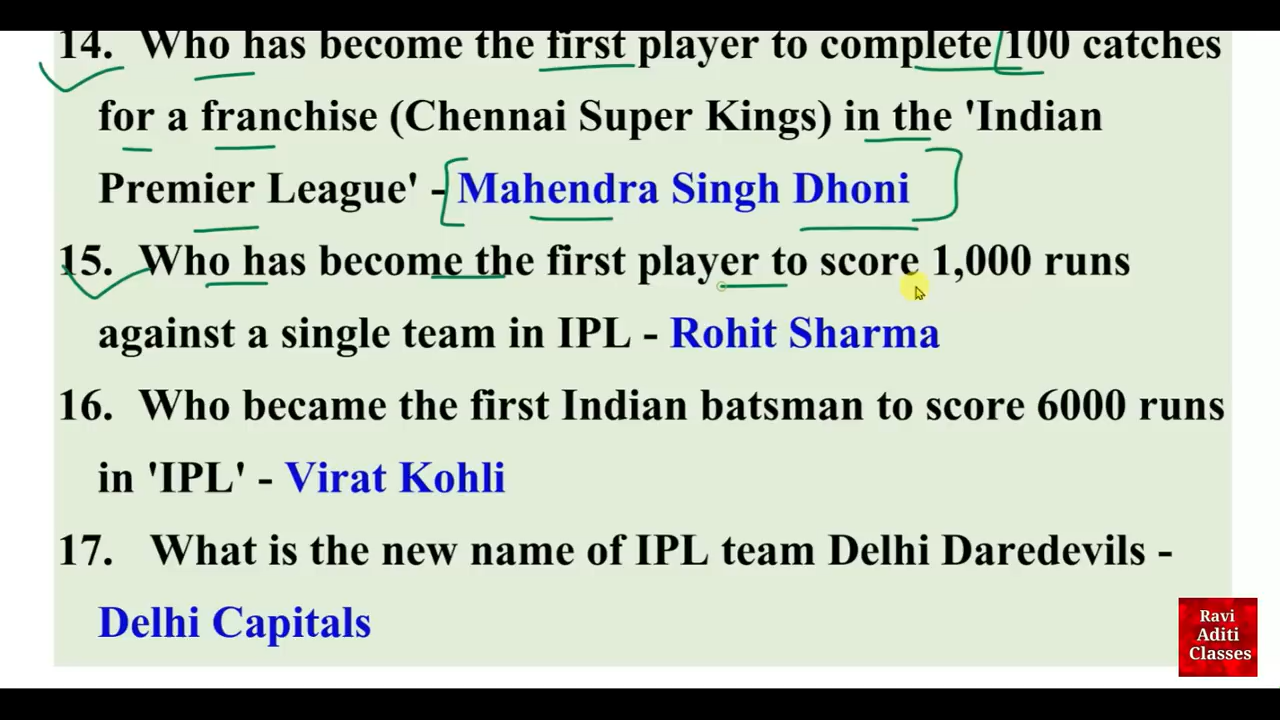 14. Who has become the first player to complete 100 catches
for a franchise (Chennai Super Kings) in the 'Indian
Premier League' - Mahendra Singh Dhoni
15. Who has become the first player to score 1,000 runs
against a single team in IPL - Rohit Sharma
16. Who became the first Indian batsman to score 6000 runs
in 'IPL' - Virat Kohli
17. What is the new name of IPL team Delhi Daredevils -
Delhi Capitals
Ravi
Aditi
Classes